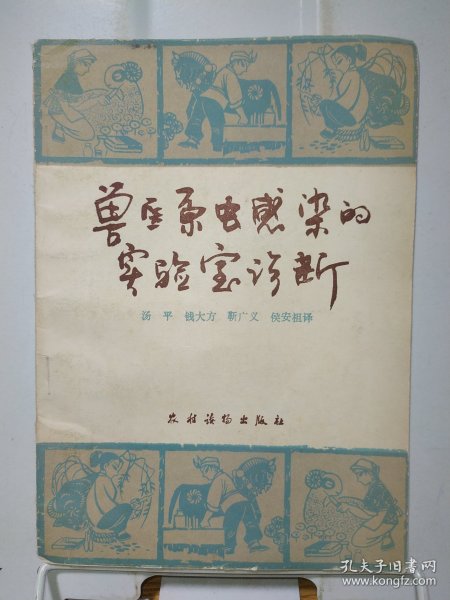 兽医原虫感染的
实验室诊断
汤 平 钱大方 靳广义 侯安祖译
农村读物出版社
孔夫子旧书网
www.kongfz.com